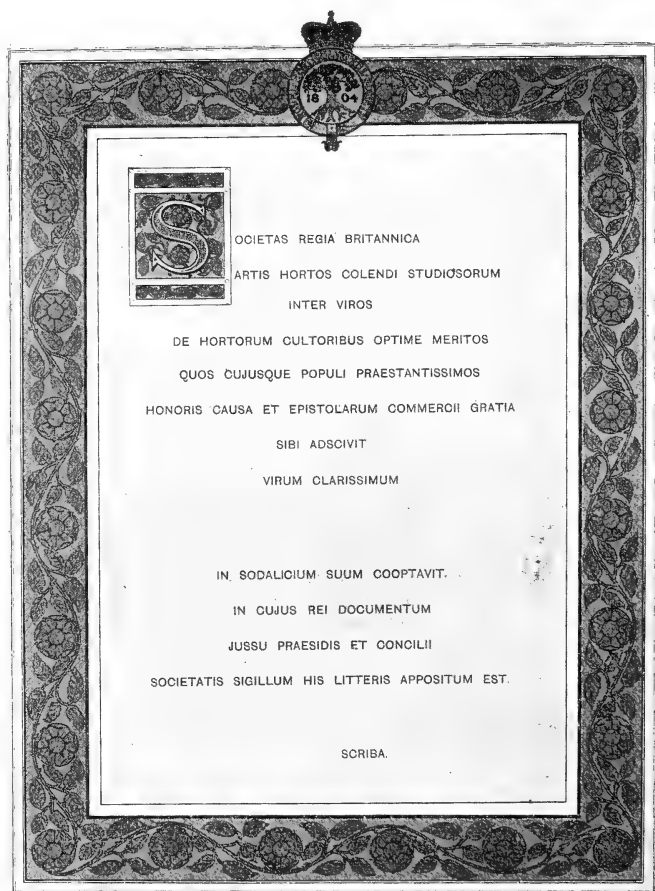 18 04
SOCIETAS REGIA BRITANNICA
ARTIS HORTOS COLENDI STUDIOSORUM
INTER VIROS
DE HORTORUM CULTORIBUS OPTIME MERITOS
QUOS CUJUSQUE POPULI PRAESTANTISSIMOS
HONORIS CAUSA ET EPISTOLARUM COMMERCII GRATIA
SIBI ADSCIVIT
VIRUM CLARISSIMUM
IN SODALICIUM SUUM COOPTAVIT.
IN CUJUS REI DOCUMENTUM
JUSSU PRAESIDIS ET CONCILII
SOCIETATIS SIGILLUM HIS LITTERIS APPOSITUM EST.
SCRIBA.